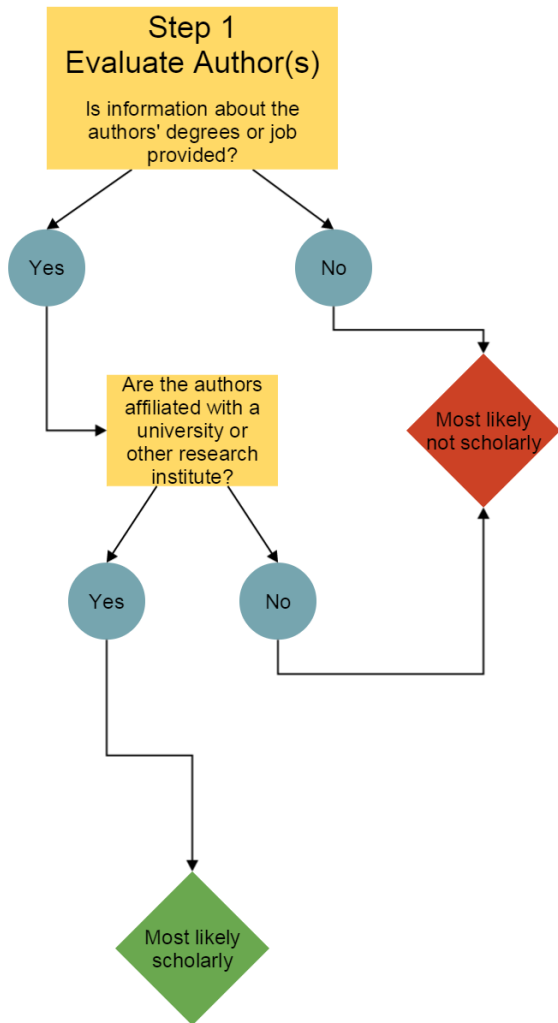 Step 1
Evaluate Author(s)
Is information about the
authors' degrees or job
provided?
Yes
No
Are the authors
affiliated with a
university or
other research
institute?
Most likely
not scholarly
Yes
No
Most likely
scholarly